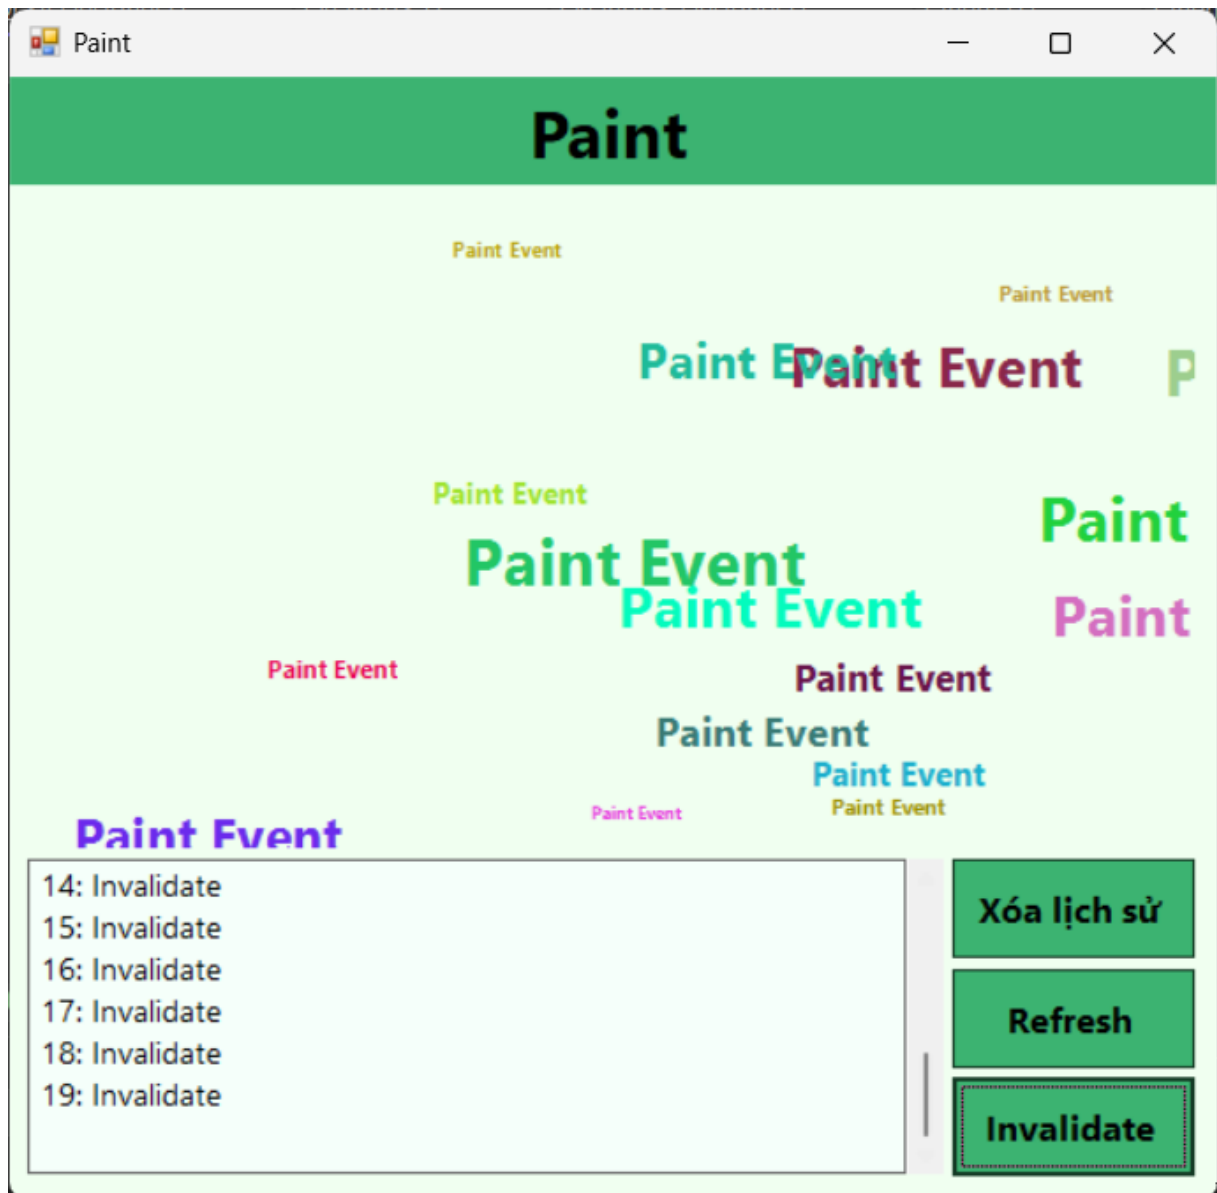 Paint
Paint
Paint Event
Paint Event
Paint Event
Paint Event
P
Paint Event
Paint
Paint Event
Paint Event
Paint
Paint Event
Paint Event
Paint Event
Paint Event
Paint Event
Paint Event
Paint Event
14: Invalidate
15: Invalidate
16: Invalidate
17: Invalidate
18: Invalidate
19: Invalidate
Xóa lịch sử
Refresh
Invalidate